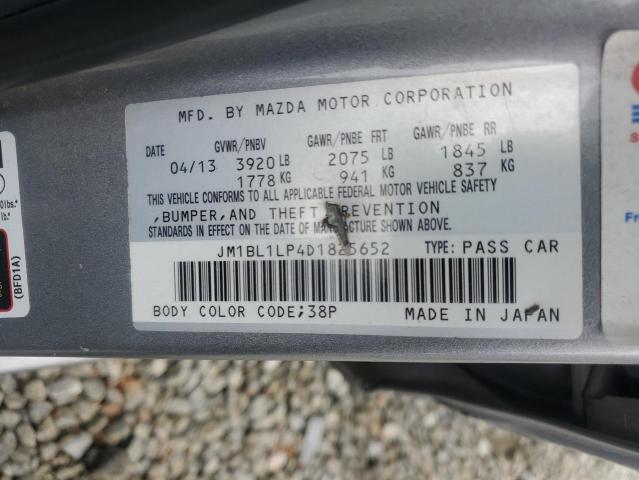 MFD. BY MAZDA MOTOR CORPORATION
DATE GVWR/PNBV GAWR/PNBE FRT GAWR/PNBE RR
04/13 3920 LB 2075 LB 1845 LB
1778 KG 941 KG 837 KG
THIS VEHICLE CONFORMS TO ALL APPLICABLE FEDERAL MOTOR VEHICLE SAFETY
,BUMPER,AND THEFT PREVENTION
STANDARDS IN EFFECT ON THE DATE OF MANUFACTURE SHOWN ABOVE.
TYPE: PASS CAR
BODY COLOR CODE;38P MADE IN JAPAN
(BFD1A)